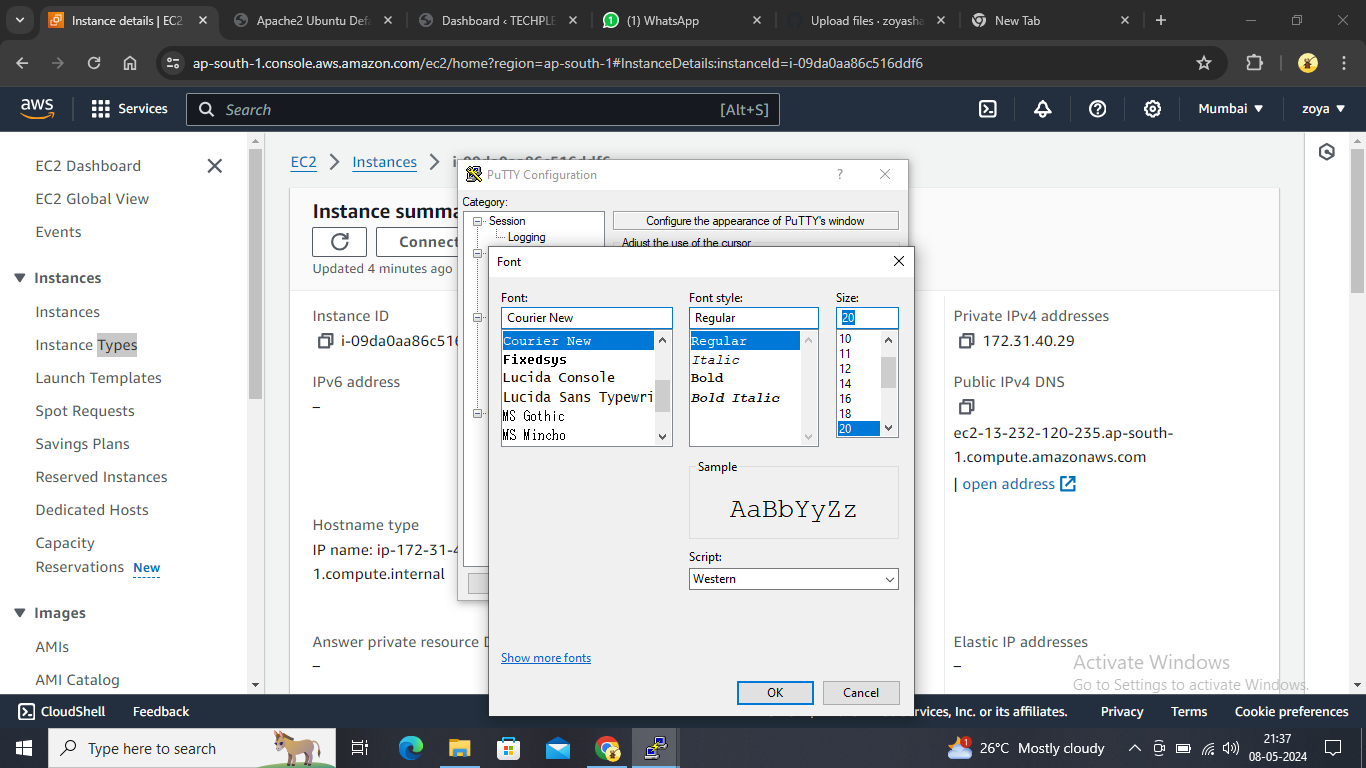 Instance details | EC2
Apache2 Ubuntu Def
Dashboard ‹ TECHPLE
(1) WhatsApp
Upload files · zoyasha
New Tab
ap-south-1.console.aws.amazon.com/ec2/home?region=ap-south-1#InstanceDetails:instanceId=i-09da0aa86c516ddf6
aws
Services
Search
[Alt+S]
Mumbai
zoya
EC2 Dashboard
EC2 Global View
Events
Instances
Instances
Instance Types
Launch Templates
Spot Requests
Savings Plans
Reserved Instances
Dedicated Hosts
Capacity
Reservations New
Images
AMIs
AMI Catalog
EC2
Instances
i-09da0aa86c516ddf6
Instance summa
Connect
Updated 4 minutes ago
Instance ID
i-09da0aa86c516
IPv6 address
–
Hostname type
IP name: ip-172-31-4
1.compute.internal
Answer private resource D
–
PuTTY Configuration
?
Category:
Session
Logging
Configure the appearance of PuTTY's window
Adjust the use of the cursor
Font
Font:
Courier New
Courier New
Fixedsys
Lucida Console
Lucida Sans Typewri
MS Gothic
MS Mincho
Font style:
Regular
Regular
Italic
Bold
Bold Italic
Size:
20
10
11
12
14
16
18
20
Sample
AaBbYyZz
Script:
Western
Show more fonts
OK
Cancel
Private IPv4 addresses
172.31.40.29
Public IPv4 DNS
ec2-13-232-120-235.ap-south-
1.compute.amazonaws.com
| open address
Elastic IP addresses
–
Activate Windows
Go to Settings to activate Windows.
CloudShell
Feedback
rvices, Inc. or its affiliates.
Privacy
Terms
Cookie preferences
Type here to search
26°C Mostly cloudy
21:37
08-05-2024